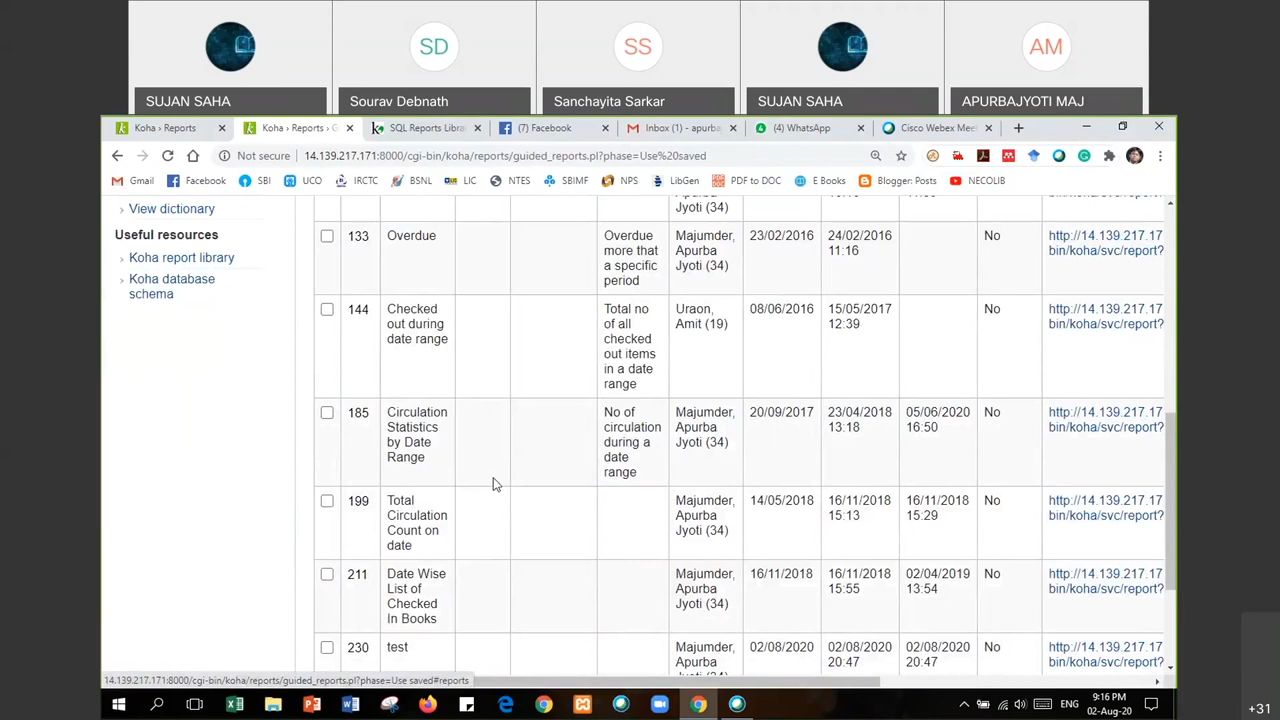 SD
SS
AM
SUJAN SAHA
Sourav Debnath
Sanchayita Sarkar
SUJAN SAHA
APURBAJYOTI MAJ
Koha › Reports
Koha › Reports › G
SQL Reports Libra
(7) Facebook
Inbox (1) - apurba
(4) WhatsApp
Cisco Webex Mee
Not secure
14.139.217.171:8000/cgi-bin/koha/reports/guided_reports.pl?phase=Use%20saved
Gmail
Facebook
SBI
UCO
IRCTC
BSNL
LIC
NTES
SBIMF
NPS
LibGen
PDF to DOC
E Books
Blogger: Posts
NECOLIB
View dictionary
Useful resources
Koha report library
Koha database
schema
Jyoti (34)
133
Overdue
Overdue
more that
a specific
period
Majumder,
Apurba
Jyoti (34)
23/02/2016
24/02/2016
11:16
No
http://14.139.217.17
bin/koha/svc/report?
144
Checked
out during
date range
Total no
of all
checked
out items
in a date
range
Uraon,
Amit (19)
08/06/2016
15/05/2017
12:39
No
http://14.139.217.17
bin/koha/svc/report?
185
Circulation
Statistics
by Date
Range
No of
circulation
during a
date
range
Majumder,
Apurba
Jyoti (34)
20/09/2017
23/04/2018
13:18
05/06/2020
16:50
No
http://14.139.217.17
bin/koha/svc/report?
199
Total
Circulation
Count on
date
Majumder,
Apurba
Jyoti (34)
14/05/2018
16/11/2018
15:13
16/11/2018
15:29
No
http://14.139.217.17
bin/koha/svc/report?
211
Date Wise
List of
Checked
In Books
Majumder,
Apurba
Jyoti (34)
16/11/2018
16/11/2018
15:55
02/04/2019
13:54
No
http://14.139.217.17
bin/koha/svc/report?
230
test
Majumder,
Apurba
02/08/2020
02/08/2020
20:47
02/08/2020
20:47
No
http://14.139.217.17
bin/koha/svc/report?
14.139.217.171:8000/cgi-bin/koha/reports/guided_reports.pl?phase=Use saved#reports
ENG
9:16 PM
02-Aug-20
+31